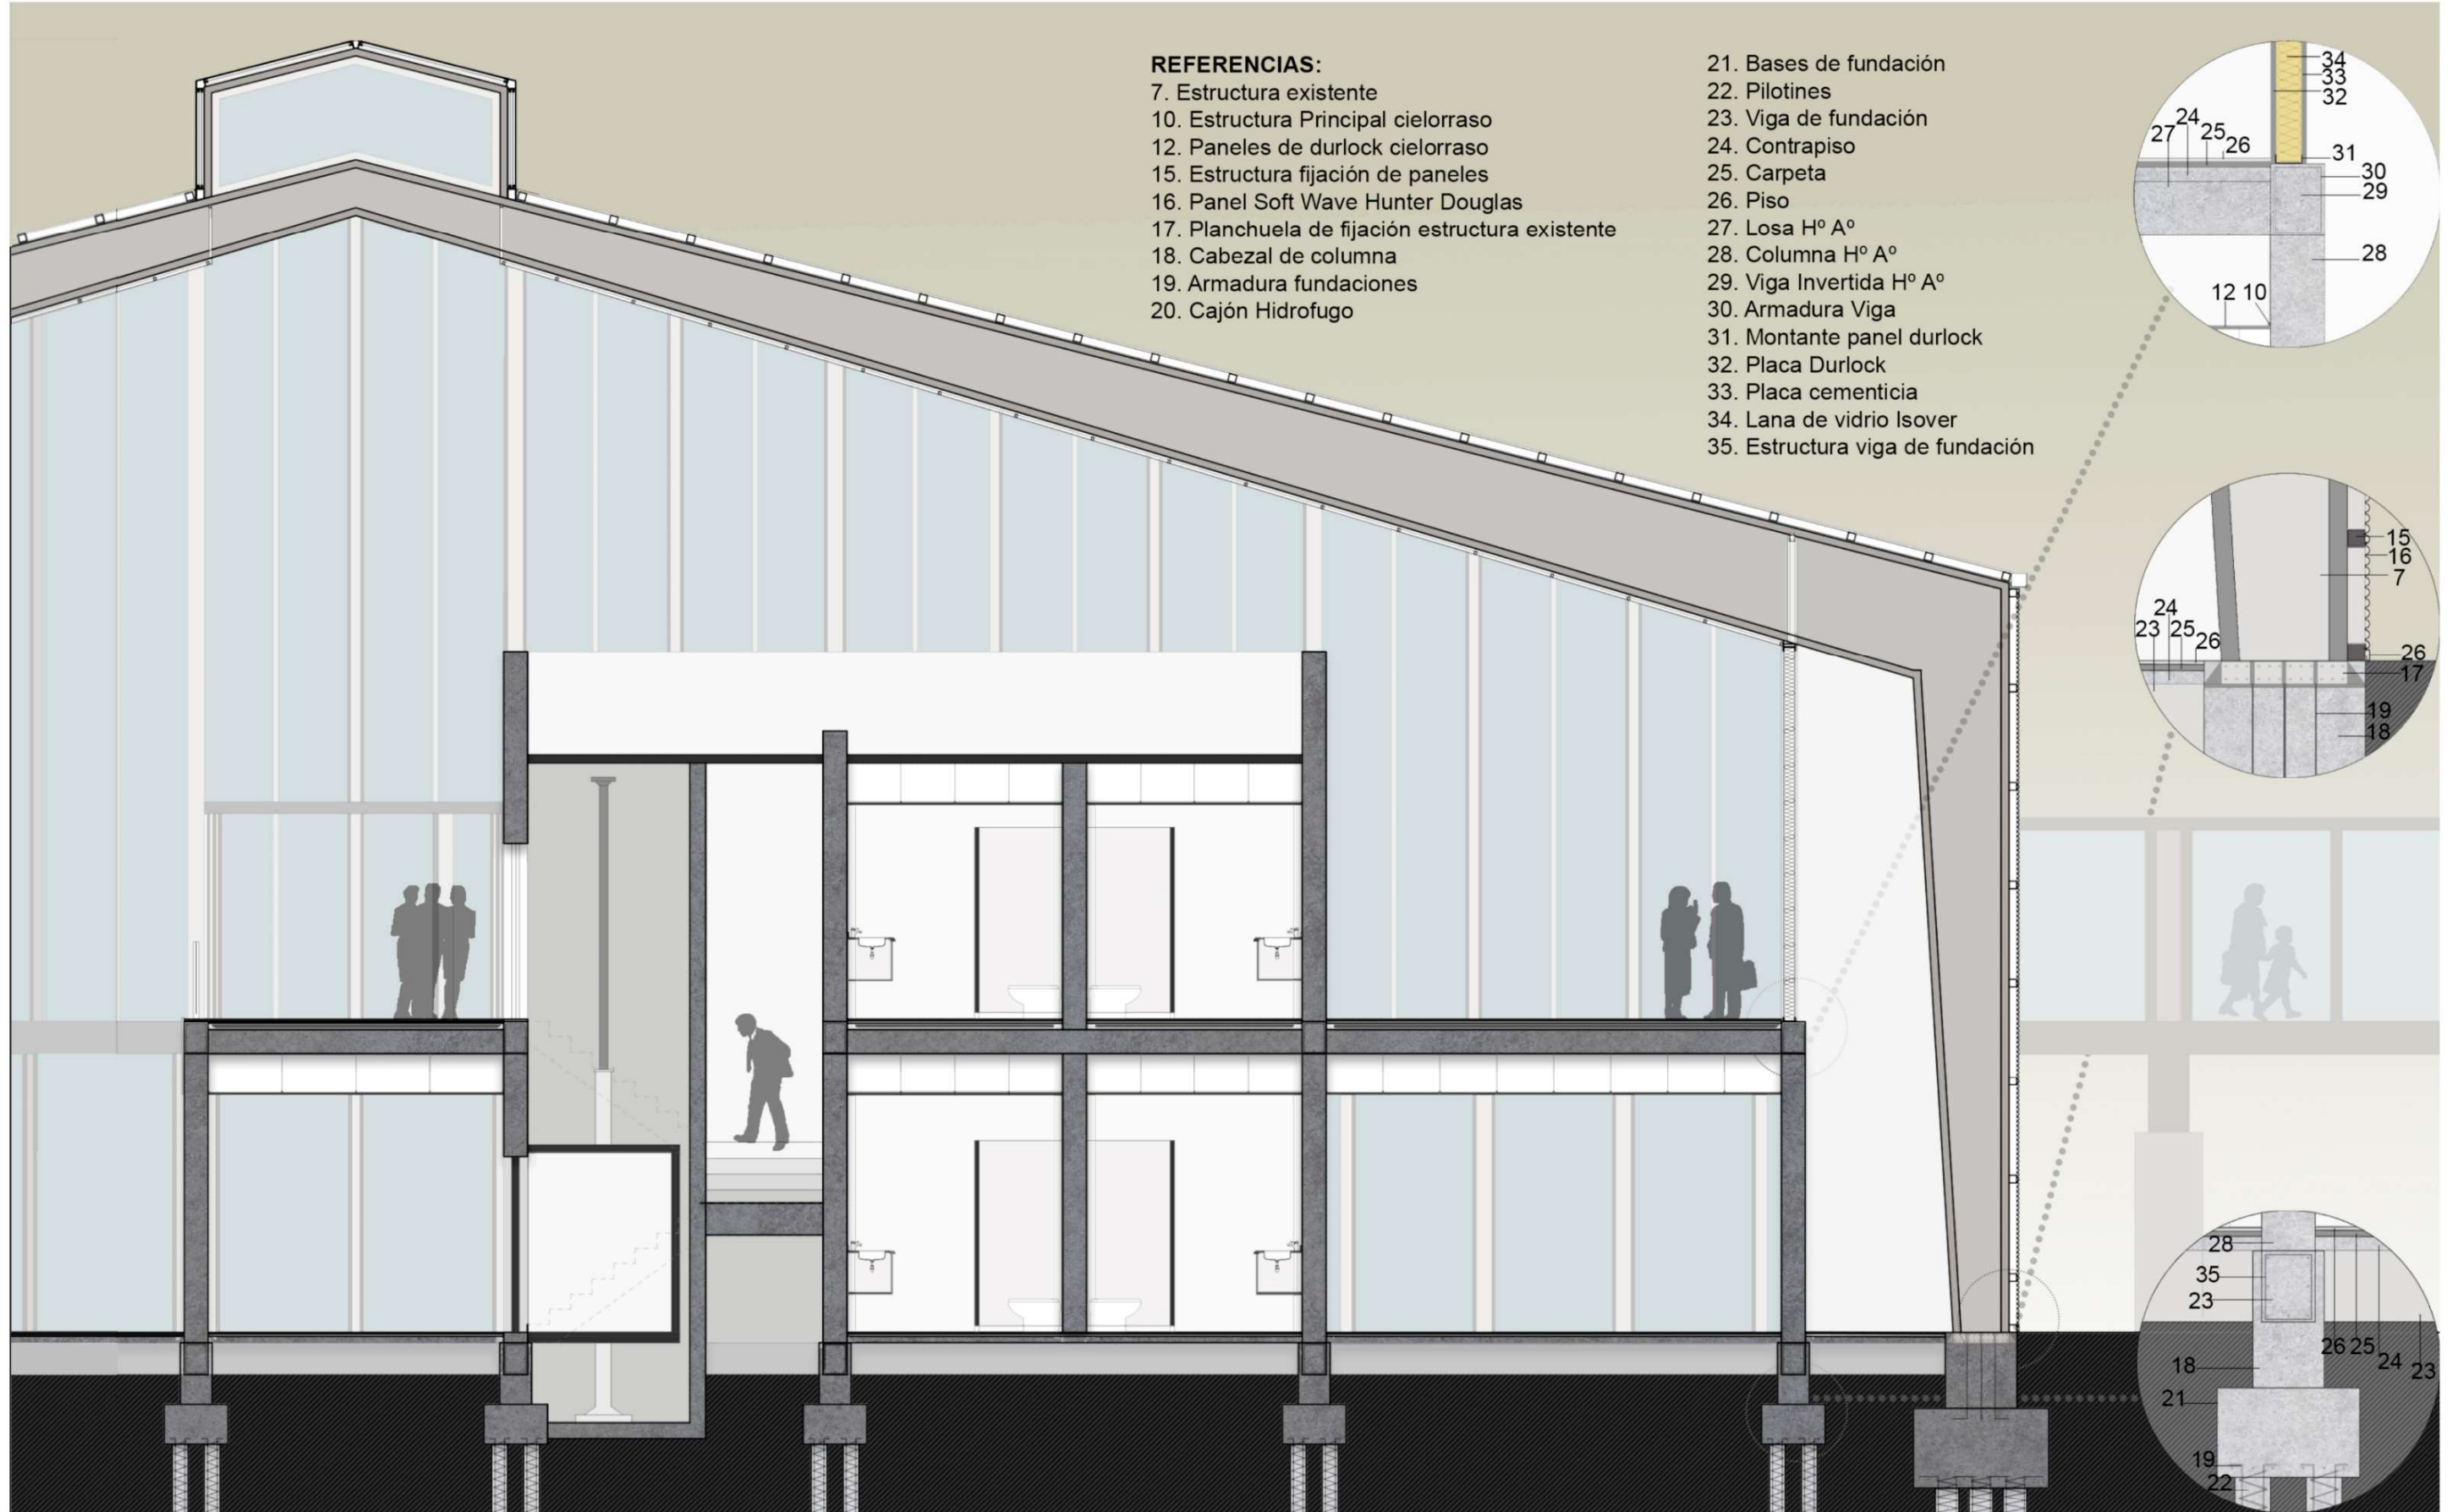 REFERENCIAS:
7. Estructura existente
10. Estructura Principal cielorraso
12. Paneles de durlock cielorraso
15. Estructura fijación de paneles
16. Panel Soft Wave Hunter Douglas
17. Planchuela de fijación estructura existente
18. Cabezal de columna
19. Armadura fundaciones
20. Cajón Hidrofugo
21. Bases de fundación
22. Pilotines
23. Viga de fundación
24. Contrapiso
25. Carpeta
26. Piso
27. Losa Hº Aº
28. Columna Hº Aº
29. Viga Invertida Hº Aº
30. Armadura Viga
31. Montante panel durlock
32. Placa Durlock
33. Placa cementicia
34. Lana de vidrio Isover
35. Estructura viga de fundación
34
33
32
27 24 25 26
31
30
29
28
12 10
15
16
7
24
23 25 26
26
17
19
18
28
35
23
26 25 24 23
18
21
19
22